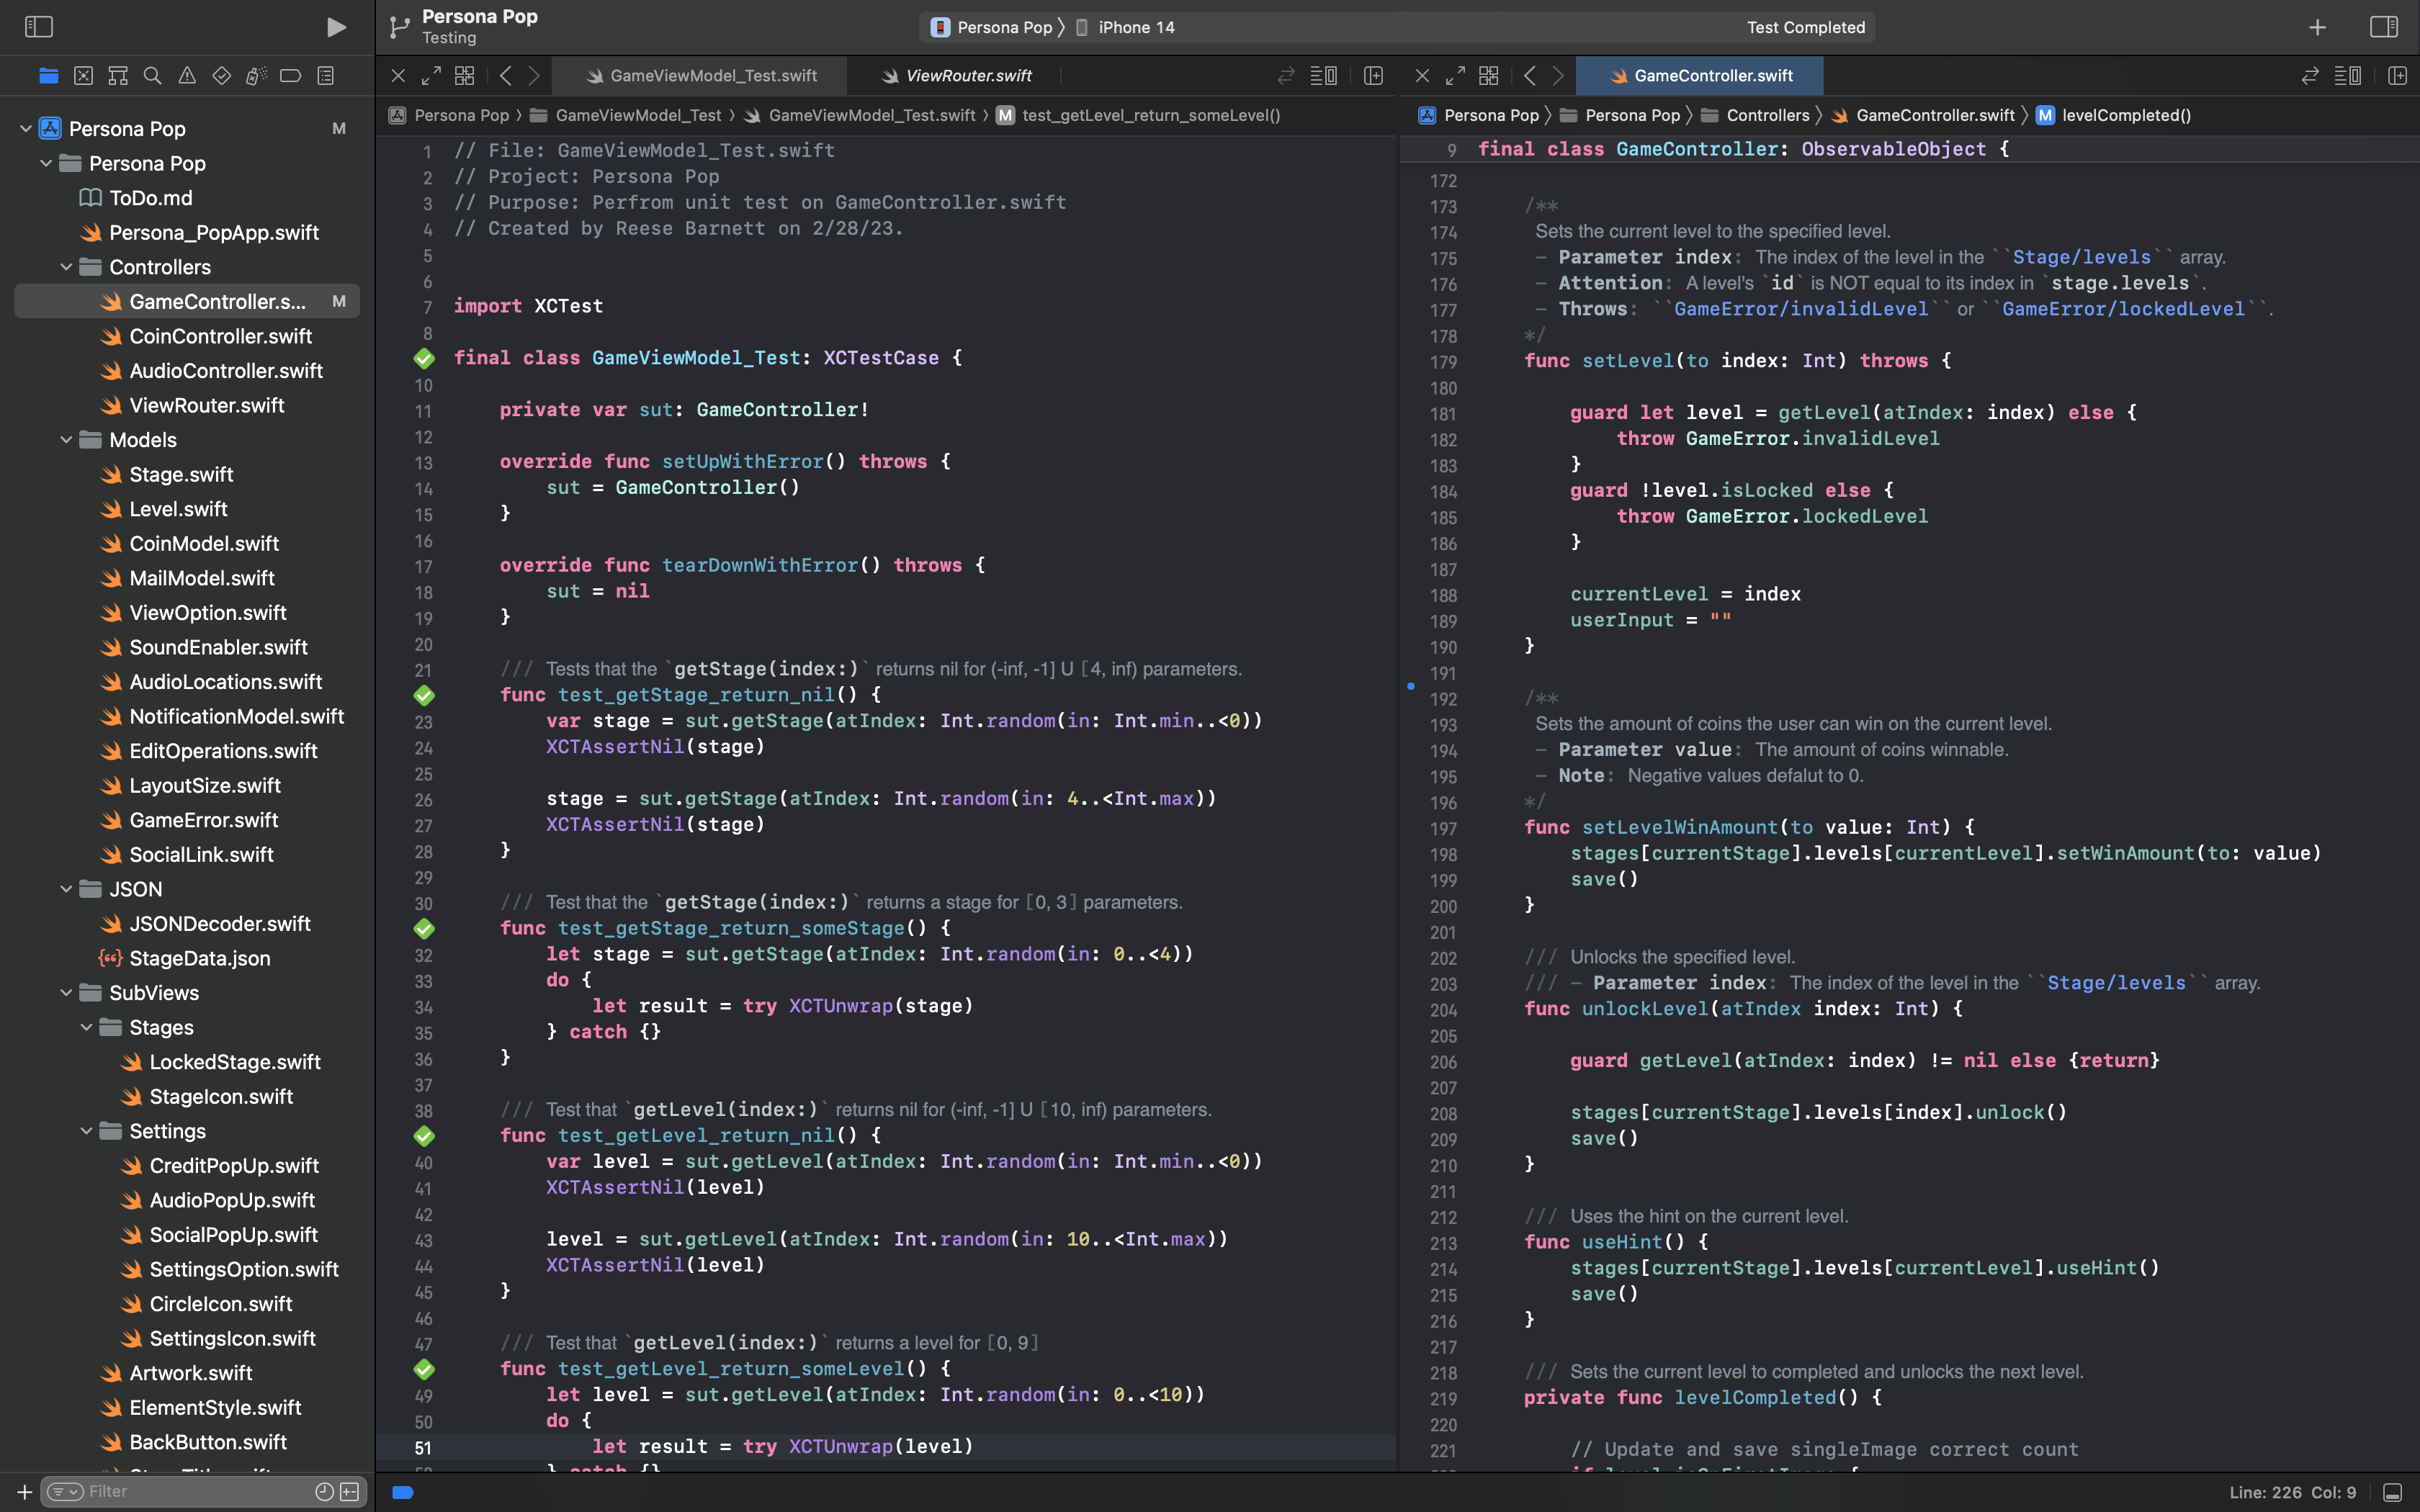 Persona Pop
Testing
Persona Pop
iPhone 14
Test Completed
GameViewModel_Test.swift
ViewRouter.swift
GameController.swift
Persona Pop
M
Persona Pop
ToDo.md
Persona_PopApp.swift
Controllers
GameController.s...
M
CoinController.swift
AudioController.swift
ViewRouter.swift
Models
Stage.swift
Level.swift
CoinModel.swift
MailModel.swift
ViewOption.swift
SoundEnabler.swift
AudioLocations.swift
NotificationModel.swift
EditOperations.swift
LayoutSize.swift
GameError.swift
SocialLink.swift
JSON
JSONDecoder.swift
StageData.json
SubViews
Stages
LockedStage.swift
StageIcon.swift
Settings
CreditPopUp.swift
AudioPopUp.swift
SocialPopUp.swift
SettingsOption.swift
CircleIcon.swift
SettingsIcon.swift
Artwork.swift
ElementStyle.swift
BackButton.swift
Filter
Persona Pop 〉 GameViewModel_Test 〉 GameViewModel_Test.swift 〉 M test_getLevel_return_someLevel()
1 // File: GameViewModel_Test.swift
2 // Project: Persona Pop
3 // Purpose: Perfrom unit test on GameController.swift
4 // Created by Reese Barnett on 2/28/23.
5
6
7 import XCTest
8
final class GameViewModel_Test: XCTestCase {
10
11 private var sut: GameController!
12
13 override func setUpWithError() throws {
14 sut = GameController()
15 }
16
17 override func tearDownWithError() throws {
18 sut = nil
19 }
20
21 /// Tests that the `getStage(index:)` returns nil for (-inf, -1] U [4, inf) parameters.
func test_getStage_return_nil() {
23 var stage = sut.getStage(atIndex: Int.random(in: Int.min..<0))
24 XCTAssertNil(stage)
25
26 stage = sut.getStage(atIndex: Int.random(in: 4..<Int.max))
27 XCTAssertNil(stage)
28 }
29
30 /// Test that the `getStage(index:)` returns a stage for [0, 3] parameters.
func test_getStage_return_someStage() {
32 let stage = sut.getStage(atIndex: Int.random(in: 0..<4))
33 do {
34 let result = try XCTUnwrap(stage)
35 } catch {}
36 }
37
38 /// Test that `getLevel(index:)` returns nil for (-inf, -1] U [10, inf) parameters.
func test_getLevel_return_nil() {
40 var level = sut.getLevel(atIndex: Int.random(in: Int.min..<0))
41 XCTAssertNil(level)
42
43 level = sut.getLevel(atIndex: Int.random(in: 10..<Int.max))
44 XCTAssertNil(level)
45 }
46
47 /// Test that `getLevel(index:)` returns a level for [0, 9]
func test_getLevel_return_someLevel() {
49 let level = sut.getLevel(atIndex: Int.random(in: 0..<10))
50 do {
51 let result = try XCTUnwrap(level)
} catch {}
Persona Pop 〉 Persona Pop 〉 Controllers 〉 GameController.swift 〉 M levelCompleted()
9 final class GameController: ObservableObject {
172
173 /**
174 Sets the current level to the specified level.
175 - Parameter index: The index of the level in the ``Stage/levels`` array.
176 - Attention: A level's `id` is NOT equal to its index in `stage.levels`.
177 - Throws: ``GameError/invalidLevel`` or ``GameError/lockedLevel``.
178 */
179 func setLevel(to index: Int) throws {
180
181 guard let level = getLevel(atIndex: index) else {
182 throw GameError.invalidLevel
183 }
184 guard !level.isLocked else {
185 throw GameError.lockedLevel
186 }
187
188 currentLevel = index
189 userInput = ""
190 }
191
192 /**
193 Sets the amount of coins the user can win on the current level.
194 - Parameter value: The amount of coins winnable.
195 - Note: Negative values defalut to 0.
196 */
197 func setLevelWinAmount(to value: Int) {
198 stages[currentStage].levels[currentLevel].setWinAmount(to: value)
199 save()
200 }
201
202 /// Unlocks the specified level.
203 /// - Parameter index: The index of the level in the ``Stage/levels`` array.
204 func unlockLevel(atIndex index: Int) {
205
206 guard getLevel(atIndex: index) != nil else {return}
207
208 stages[currentStage].levels[index].unlock()
209 save()
210 }
211
212 /// Uses the hint on the current level.
213 func useHint() {
214 stages[currentStage].levels[currentLevel].useHint()
215 save()
216 }
217
218 /// Sets the current level to completed and unlocks the next level.
219 private func levelCompleted() {
220
221 // Update and save singleImage correct count
Line: 226 Col: 9